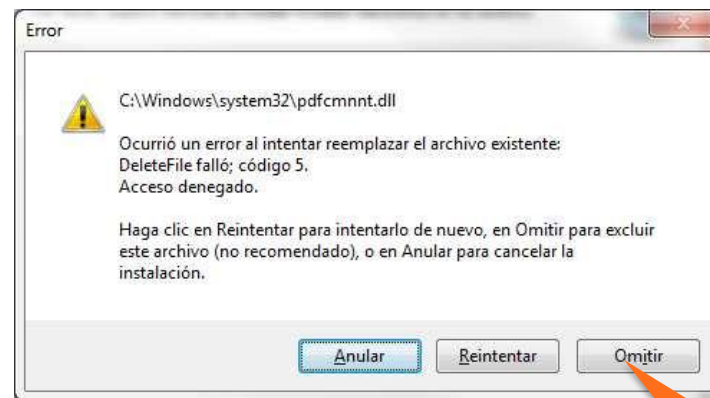 Error
C:\Windows\system32\pdfcmnnt.dll
Ocurrió un error al intentar reemplazar el archivo existente:
DeleteFile falló; código 5.
Acceso denegado.
Haga clic en Reintentar para intentarlo de nuevo, en Omitir para excluir
este archivo (no recomendado), o en Anular para cancelar la
instalación.
Anular
Reintentar
Omitir